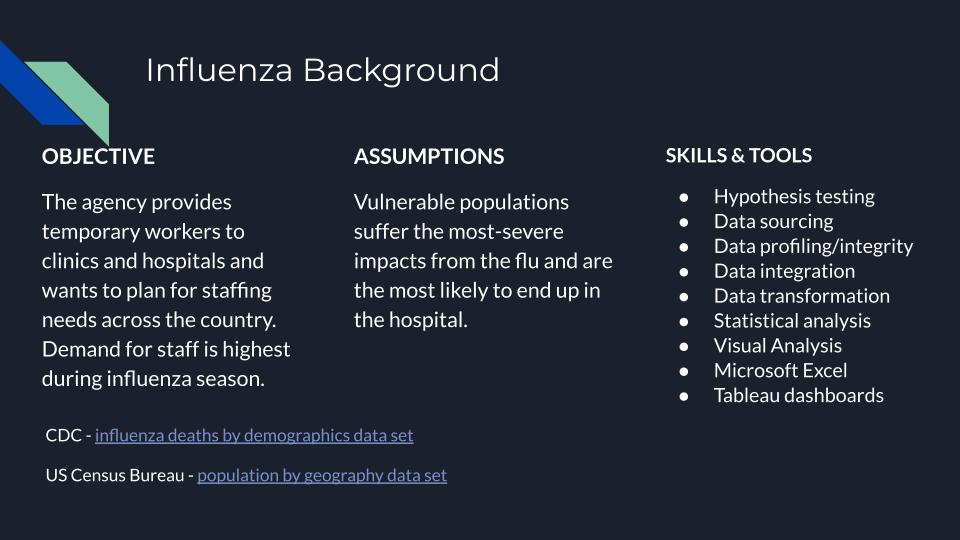 Influenza Background
OBJECTIVE
The agency provides
temporary workers to
clinics and hospitals and
wants to plan for staffing
needs across the country.
Demand for staff is highest
during influenza season.
ASSUMPTIONS
Vulnerable populations
suffer the most-severe
impacts from the flu and are
the most likely to end up in
the hospital.
SKILLS & TOOLS
● Hypothesis testing
● Data sourcing
● Data profiling/integrity
● Data integration
● Data transformation
● Statistical analysis
● Visual Analysis
● Microsoft Excel
● Tableau dashboards
CDC - influenza deaths by demographics data set
US Census Bureau - population by geography data set